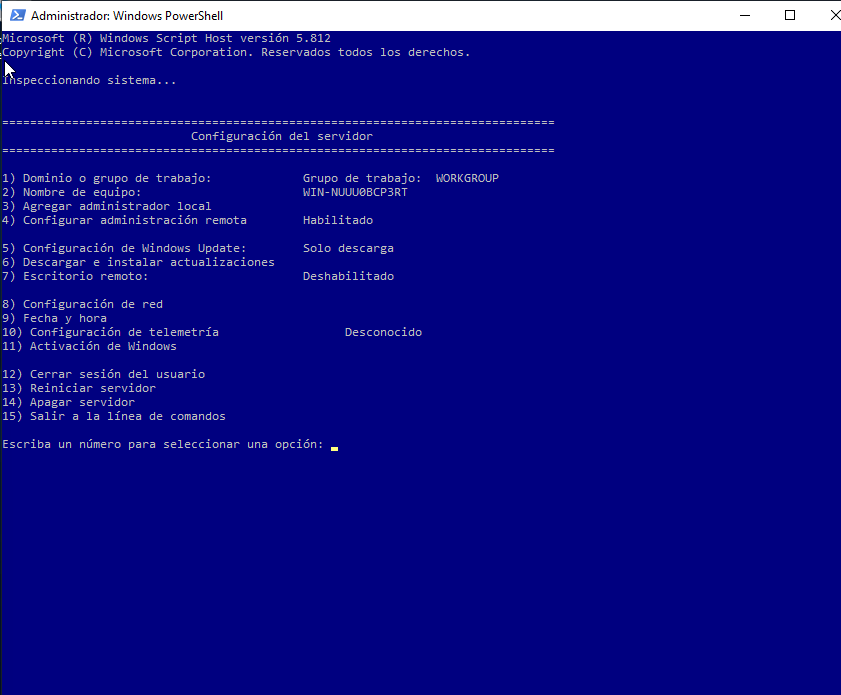 Administrador: Windows PowerShell
Microsoft (R) Windows Script Host versión 5.812
Copyright (C) Microsoft Corporation. Reservados todos los derechos.
Inspeccionando sistema...
===============================================================================
Configuración del servidor
===============================================================================
1) Dominio o grupo de trabajo: Grupo de trabajo: WORKGROUP
2) Nombre de equipo: WIN-NUUU0BCP3RT
3) Agregar administrador local
4) Configurar administración remota Habilitado
5) Configuración de Windows Update: Solo descarga
6) Descargar e instalar actualizaciones
7) Escritorio remoto: Deshabilitado
8) Configuración de red
9) Fecha y hora
10) Configuración de telemetría Desconocido
11) Activación de Windows
12) Cerrar sesión del usuario
13) Reiniciar servidor
14) Apagar servidor
15) Salir a la línea de comandos
Escriba un número para seleccionar una opción: